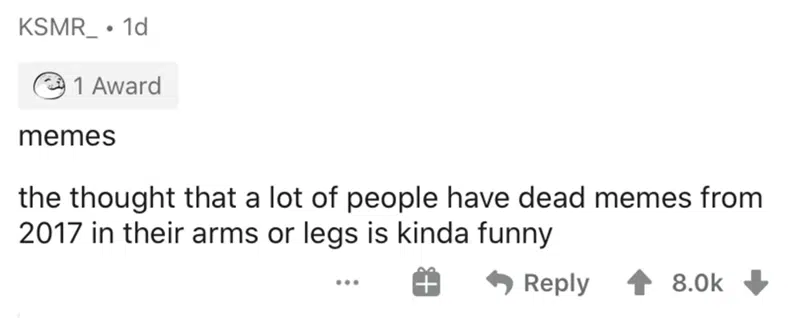 KSMR_ • 1d
1 Award
memes
the thought that a lot of people have dead memes from
2017 in their arms or legs is kinda funny
... Reply 8.0k